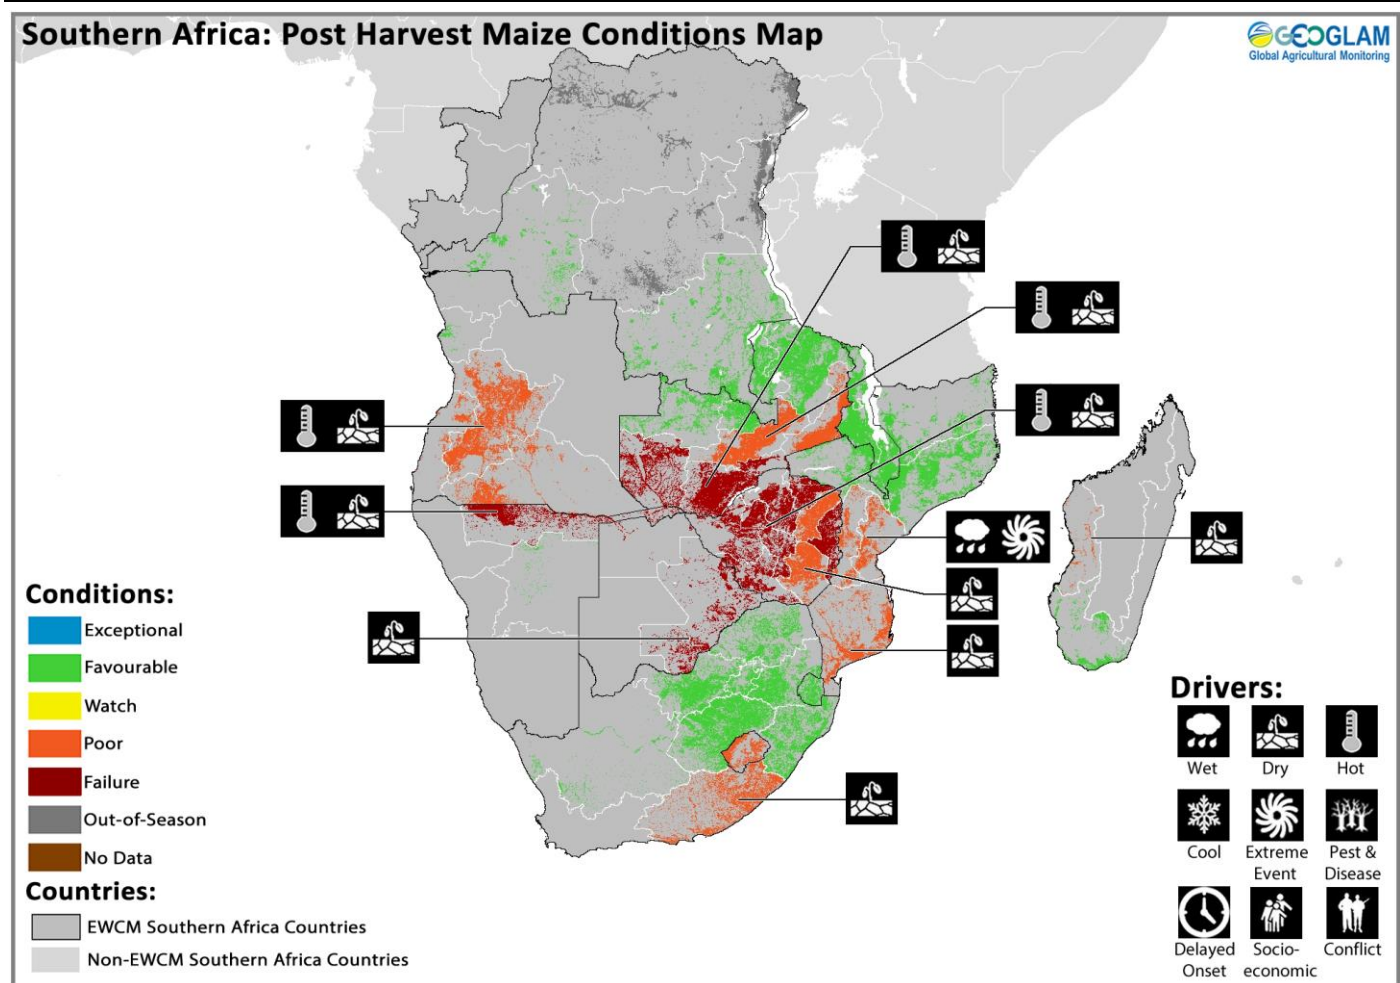 Southern Africa: Post Harvest Maize Conditions Map
GEOGLAM
Global Agricultural Monitoring
Conditions:
Exceptional
Favourable
Watch
Poor
Failure
Out-of-Season
No Data
Countries:
EWCM Southern Africa Countries
Non-EWCM Southern Africa Countries
Drivers:
Wet
Dry
Hot
Cool
Extreme
Event
Pest &
Disease
Delayed
Onset
Socio-
economic
Conflict